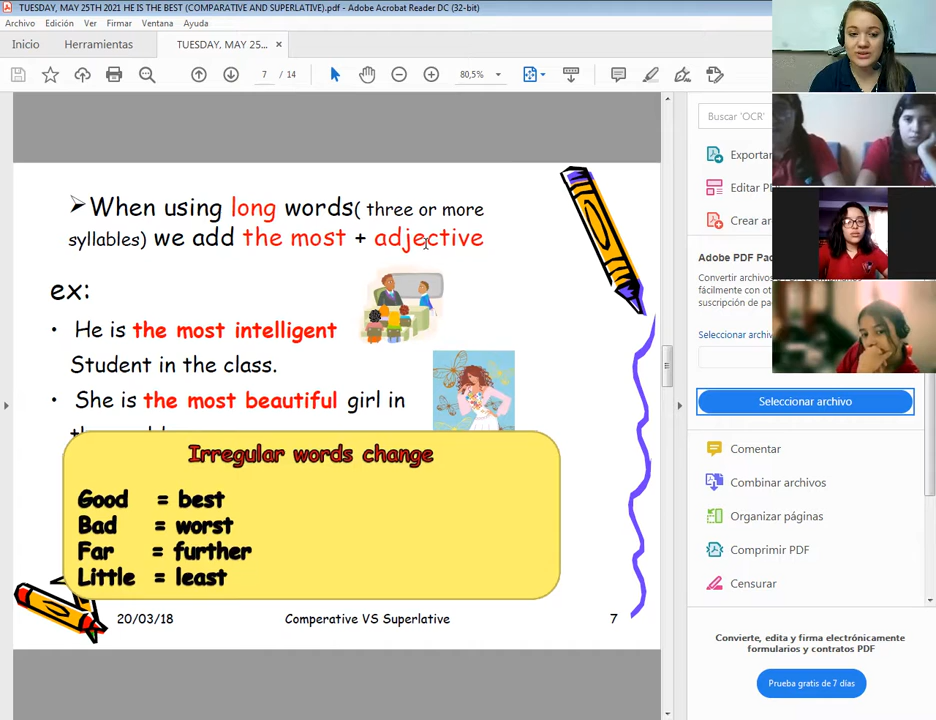 TUESDAY, MAY 25TH 2021 HE IS THE BEST (COMPARATIVE AND SUPERLATIVE).pdf - Adobe Acrobat Reader DC (32-bit)
Archivo Edición Ver Firmar Ventana Ayuda
Inicio Herramientas TUESDAY, MAY 25... ×
7 / 14 80,5%
When using long words( three or more
syllables) we add the most + adjective
ex:
• He is the most intelligent
Student in the class.
• She is the most beautiful girl in
Irregular words change
Good = best
Bad = worst
Far = further
Little = least
20/03/18 Comperative VS Superlative 7
Buscar 'OCR'
Exportar
Editar PD
Crear ar
Adobe PDF Pac
Convertir archivos
fácilmente con ot
suscripción de pa
Seleccionar archiv
Seleccionar archivo
Comentar
Combinar archivos
Organizar páginas
Comprimir PDF
Censurar
Convierte, edita y firma electrónicamente
formularios y contratos PDF
Prueba gratis de 7 días